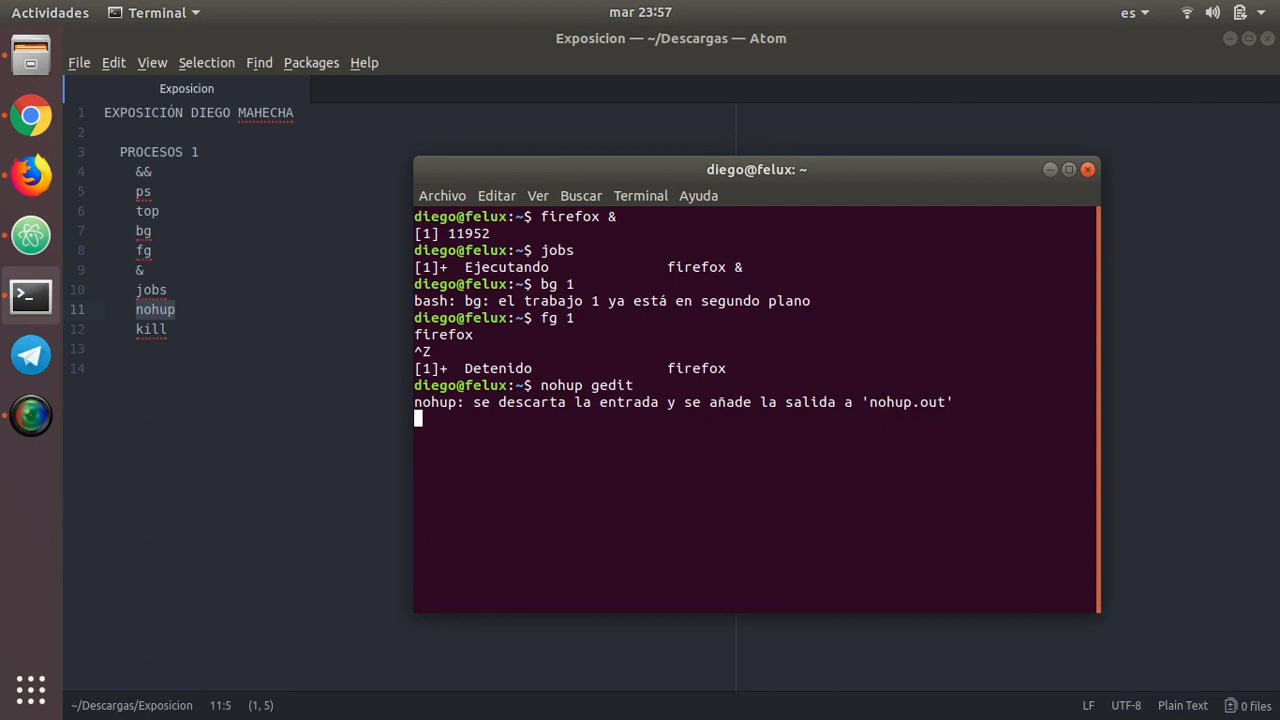 Actividades Terminal mar 23:57 es
Exposicion — ~/Descargas — Atom
File Edit View Selection Find Packages Help
Exposicion
1 EXPOSICIÓN DIEGO MAHECHA
2
3 PROCESOS 1
4 &&
5 ps
6 top
7 bg
8 fg
9 &
10 jobs
11 nohup
12 kill
13
14
diego@felux: ~
Archivo Editar Ver Buscar Terminal Ayuda
diego@felux:~$ firefox &
[1] 11952
diego@felux:~$ jobs
[1]+ Ejecutando firefox &
diego@felux:~$ bg 1
bash: bg: el trabajo 1 ya está en segundo plano
diego@felux:~$ fg 1
firefox
^Z
[1]+ Detenido firefox
diego@felux:~$ nohup gedit
nohup: se descarta la entrada y se añade la salida a 'nohup.out'
~/Descargas/Exposicion 11:5 (1, 5) LF UTF-8 Plain Text 0 files